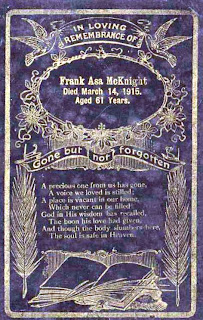 IN LOVING
REMEMBRANCE OF
Frank Asa McKnight
Died March 14, 1915.
Aged 61 Years.
Gone but not forgotten
A precious one from us has gone,
A voice we loved is stilled;
A place is vacant in our home,
Which never can be filled.
God in His wisdom has recalled,
The boon his love had given,
And though the body slumbers here,
The soul is safe in Heaven.